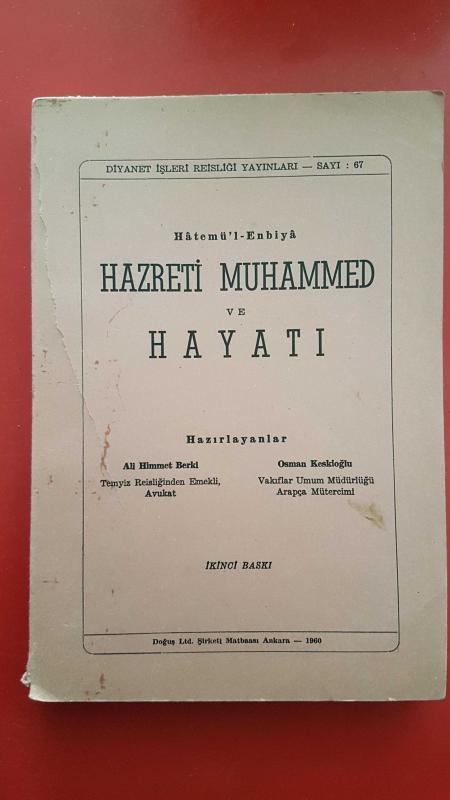 DİYANET İŞLERİ REİSLİĞİ YAYINLARI — SAYI : 67
Hâtemü'l-Enbiyâ
HAZRETİ MUHAMMED
VE
HAYATI
Hazırlayanlar
Ali Himmet Berki
Temyiz Reisliğinden Emekli,
Avukat
Osman Keskioğlu
Vakıflar Umum Müdürlüğü
Arapça Mütercimi
İKİNCİ BASKI
Doğuş Ltd. Şirketi Matbaası Ankara — 1960